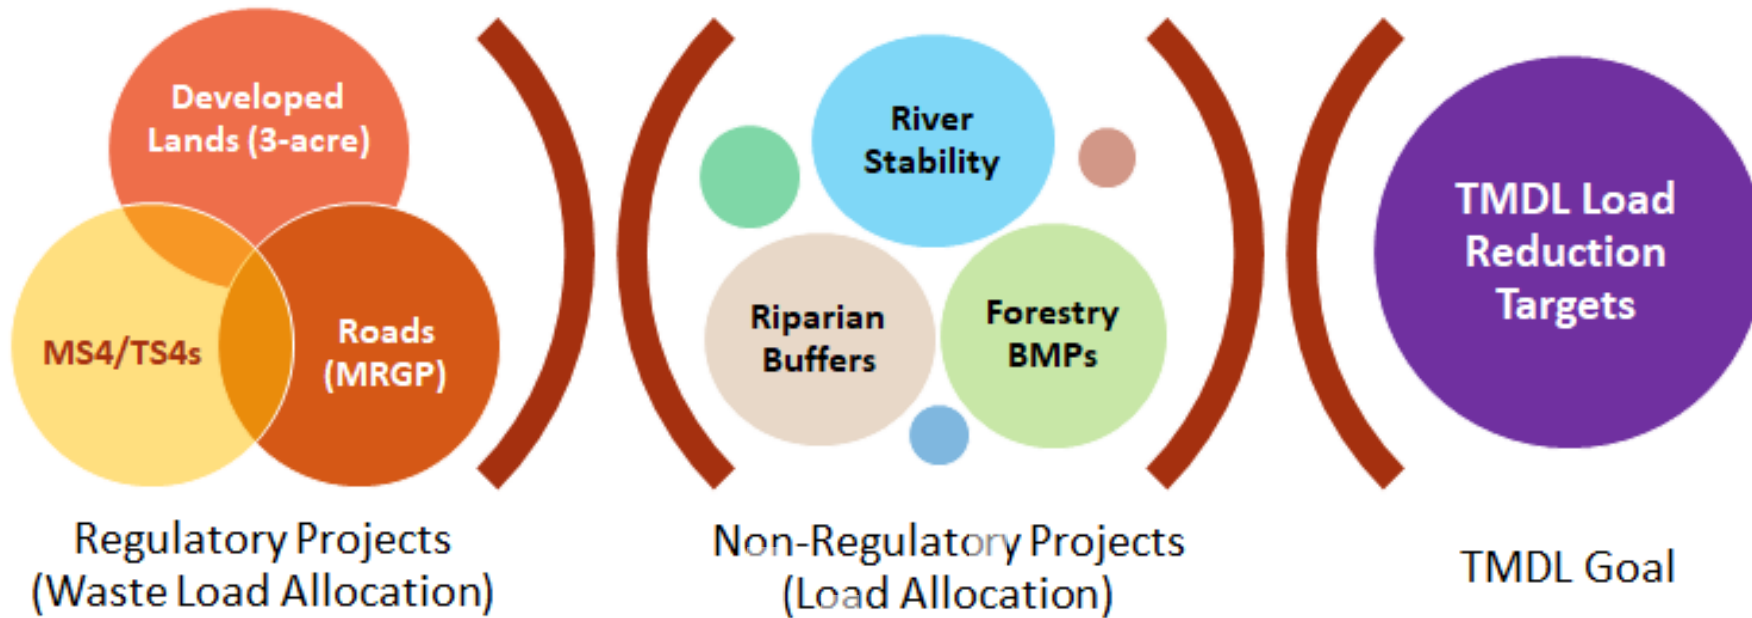 Developed
Lands (3-acre)
MS4/TS4s
Roads
(MRGP)
Regulatory Projects
(Waste Load Allocation)
River
Stability
Riparian
Buffers
Forestry
BMPs
Non-Regulatory Projects
(Load Allocation)
TMDL Load
Reduction
Targets
TMDL Goal